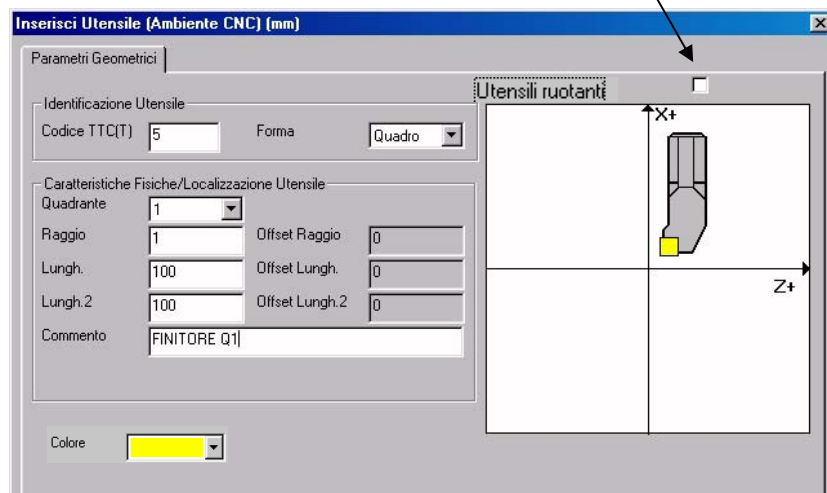 Inserisci Utensile (Ambiente CNC) (mm)
Parametri Geometrici
Utensili ruotanti
Identificazione Utensile
Codice TTC(T) 5 Forma Quadro
Caratteristiche Fisiche/Localizzazione Utensile
Quadrante 1
Raggio 1 Offset Raggio 0
Lungh. 100 Offset Lungh. 0
Lungh.2 100 Offset Lungh.2 0
Commento FINITORE Q1
Colore
X+
Z+